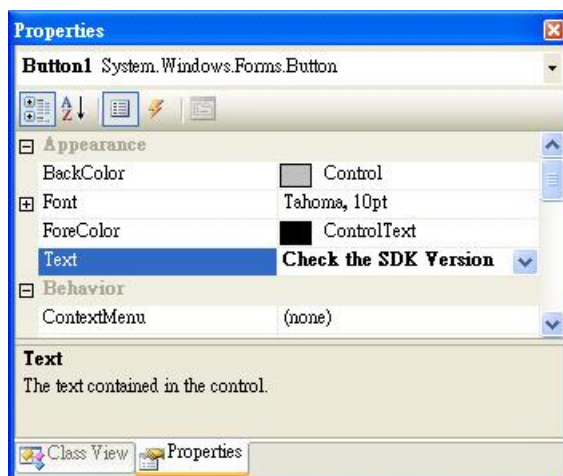 Properties
Button1 System.Windows.Forms.Button
A
Z
Appearance
BackColor Control
Font Tahoma, 10pt
ForeColor ControlText
Text Check the SDK Version
Behavior
ContextMenu (none)
Text
The text contained in the control.
Class View Properties